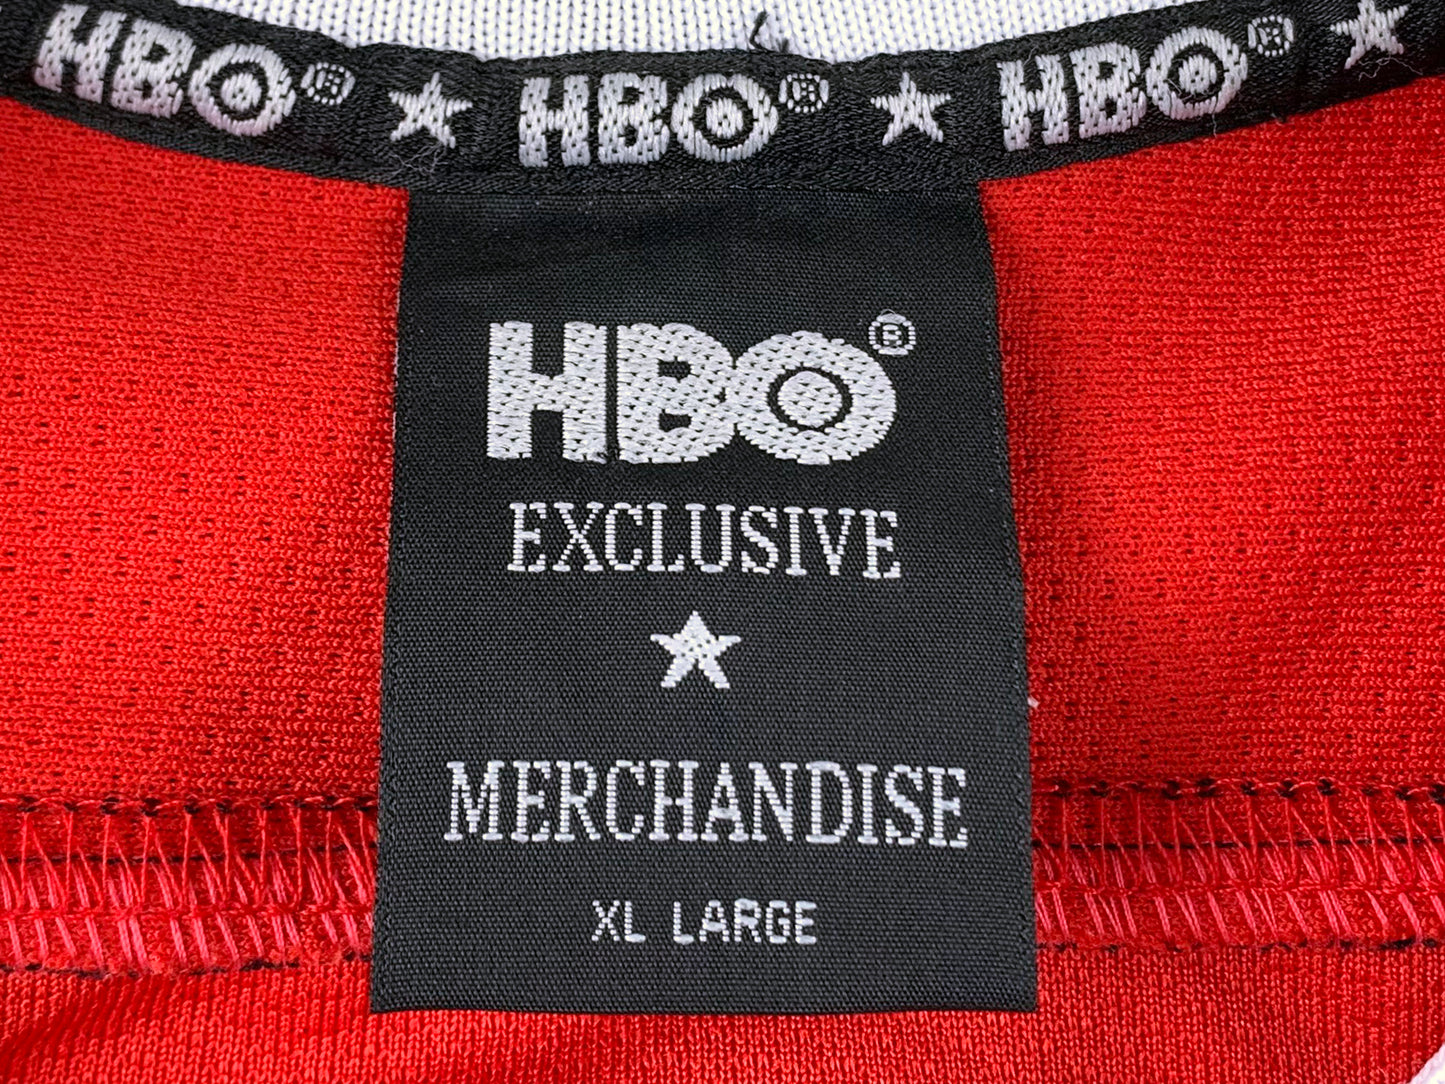 HBO® ★ HBO® ★ HBO® ★
HBO®
EXCLUSIVE
★
MERCHANDISE
XL LARGE